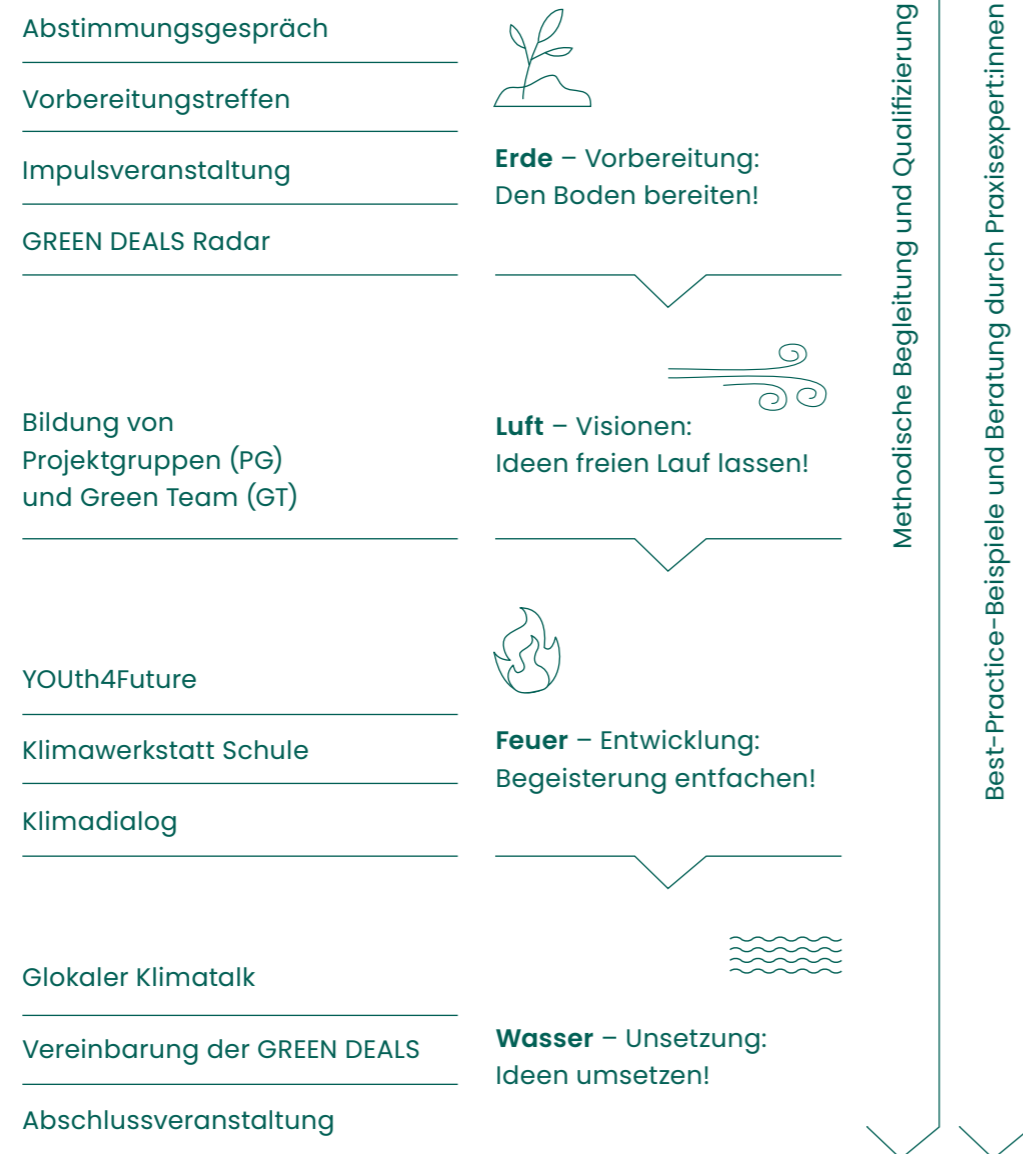 Abstimmungsgespräch
Vorbereitungstreffen
Impulsveranstaltung
GREEN DEALS Radar
Erde – Vorbereitung:
Den Boden bereiten!
Bildung von
Projektgruppen (PG)
und Green Team (GT)
Luft – Visionen:
Ideen freien Lauf lassen!
YOUth4Future
Klimawerkstatt Schule
Klimadialog
Feuer – Entwicklung:
Begeisterung entfachen!
Glokaler Klimatalk
Vereinbarung der GREEN DEALS
Abschlussveranstaltung
Wasser – Unsetzung:
Ideen umsetzen!
Methodische Begleitung und Qualifizierung
Best-Practice-Beispiele und Beratung durch Praxisexpert:innen